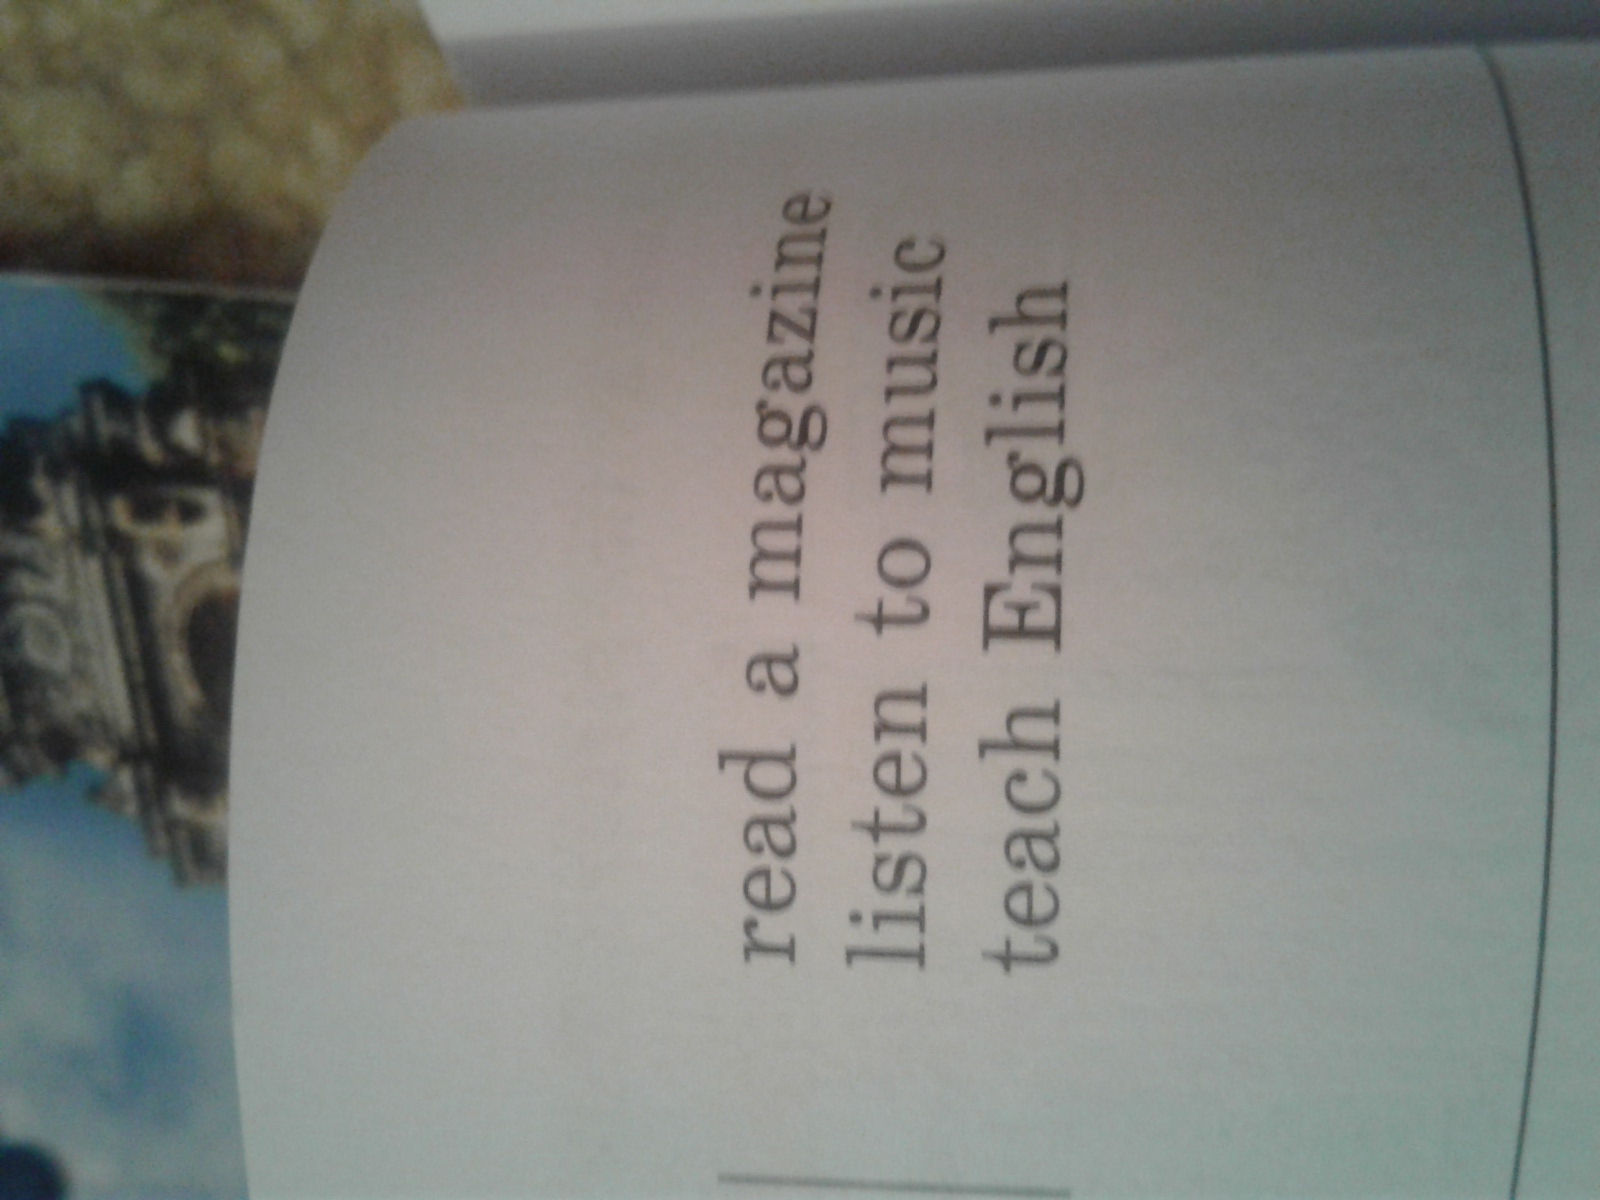 read a magazine
listen to music
teach English